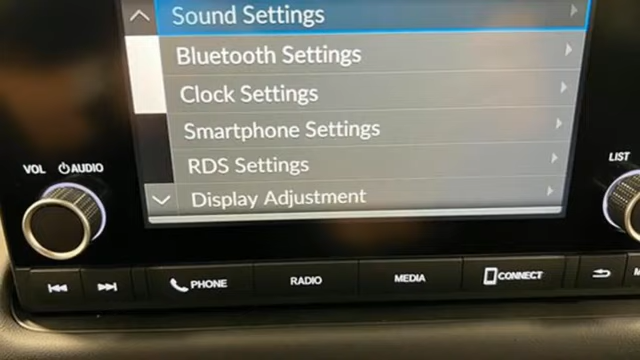 Sound Settings
Bluetooth Settings
Clock Settings
Smartphone Settings
RDS Settings
Display Adjustment
VOL AUDIO
LIST
PHONE
RADIO
MEDIA
CONNECT